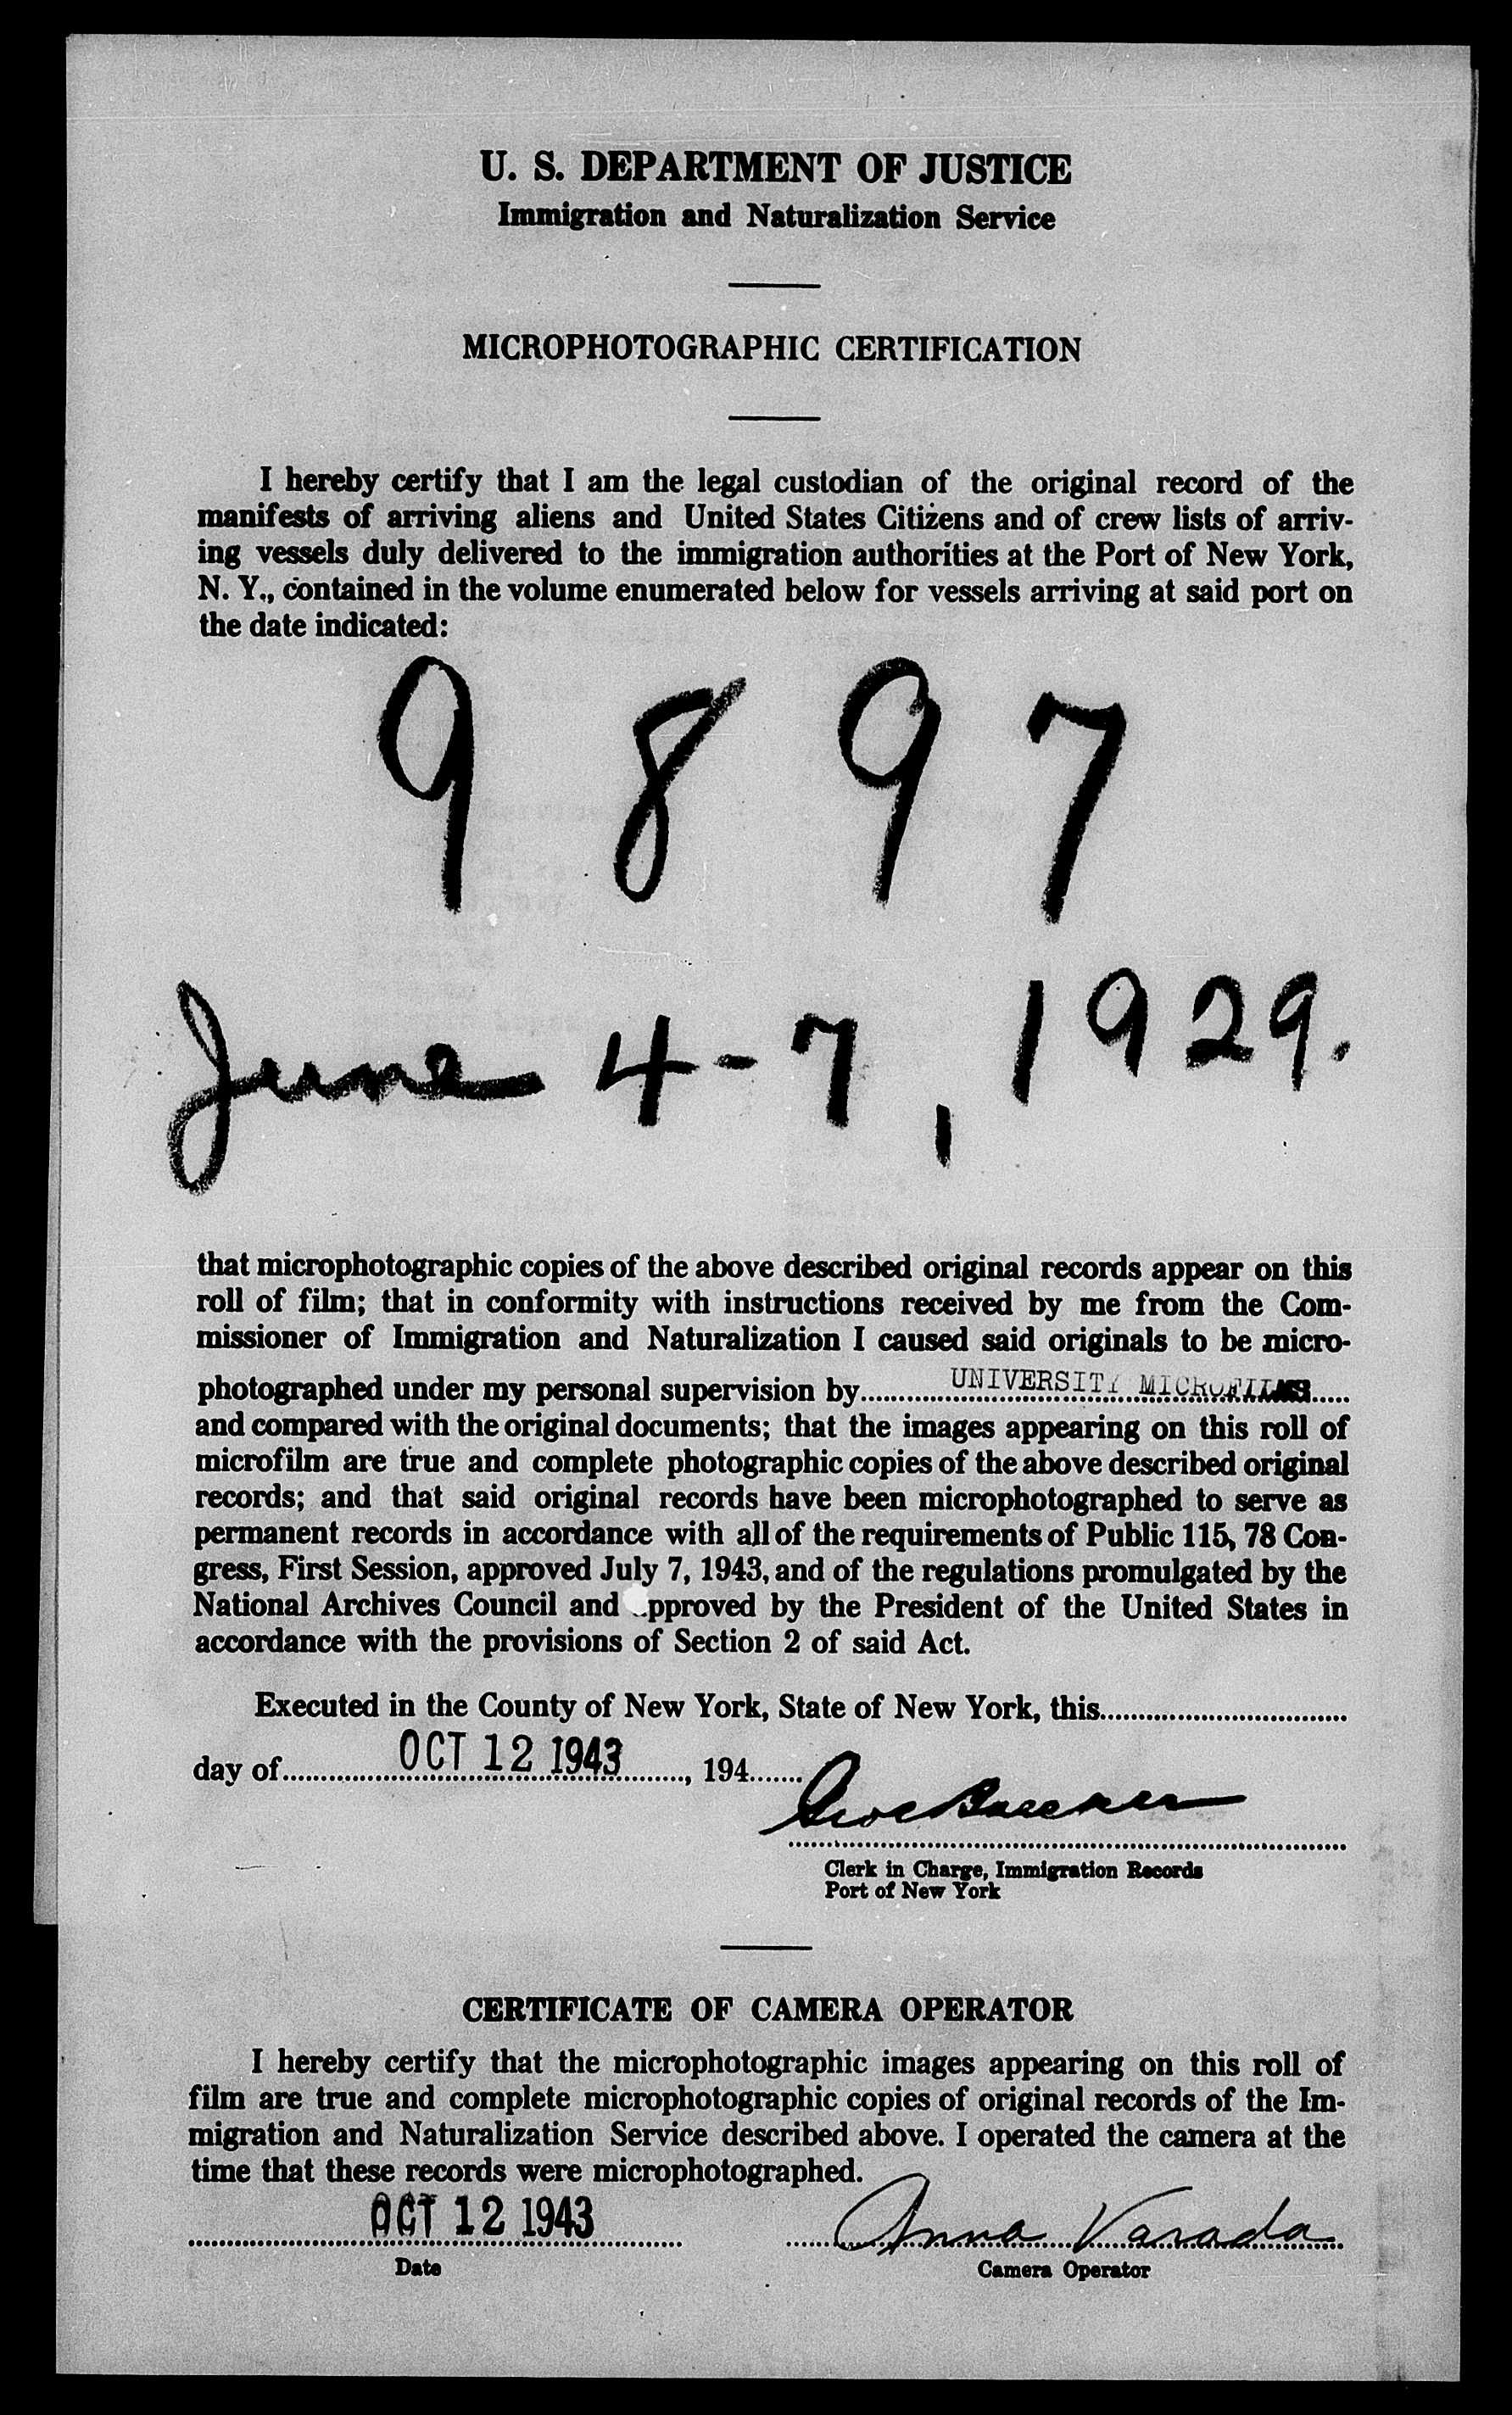 U. S. DEPARTMENT OF JUSTICE
Immigration and Naturalization Service
MICROPHOTOGRAPHIC CERTIFICATION
I hereby certify that I am the legal custodian of the original record of the
manifests of arriving aliens and United States Citizens and of crew lists of arriv-
ing vessels duly delivered to the immigration authorities at the Port of New York,
N. Y., contained in the volume enumerated below for vessels arriving at said port on
the date indicated:
9 8 9 7
June 4-7, 1929.
that microphotographic copies of the above described original records appear on this
roll of film; that in conformity with instructions received by me from the Com-
missioner of Immigration and Naturalization I caused said originals to be micro-
photographed under my personal supervision by UNIVERSITY MICROFILMS
and compared with the original documents; that the images appearing on this roll of
microfilm are true and complete photographic copies of the above described original
records; and that said original records have been microphotographed to serve as
permanent records in accordance with all of the requirements of Public 115, 78 Con-
gress, First Session, approved July 7, 1943, and of the regulations promulgated by the
National Archives Council and approved by the President of the United States in
accordance with the provisions of Section 2 of said Act.
Executed in the County of New York, State of New York, this
day of OCT 12 1943, 194
Clerk in Charge, Immigration Records
Port of New York
CERTIFICATE OF CAMERA OPERATOR
I hereby certify that the microphotographic images appearing on this roll of
film are true and complete microphotographic copies of original records of the Im-
migration and Naturalization Service described above. I operated the camera at the
time that these records were microphotographed.
OCT 12 1943 Anna Varada
Date Camera Operator